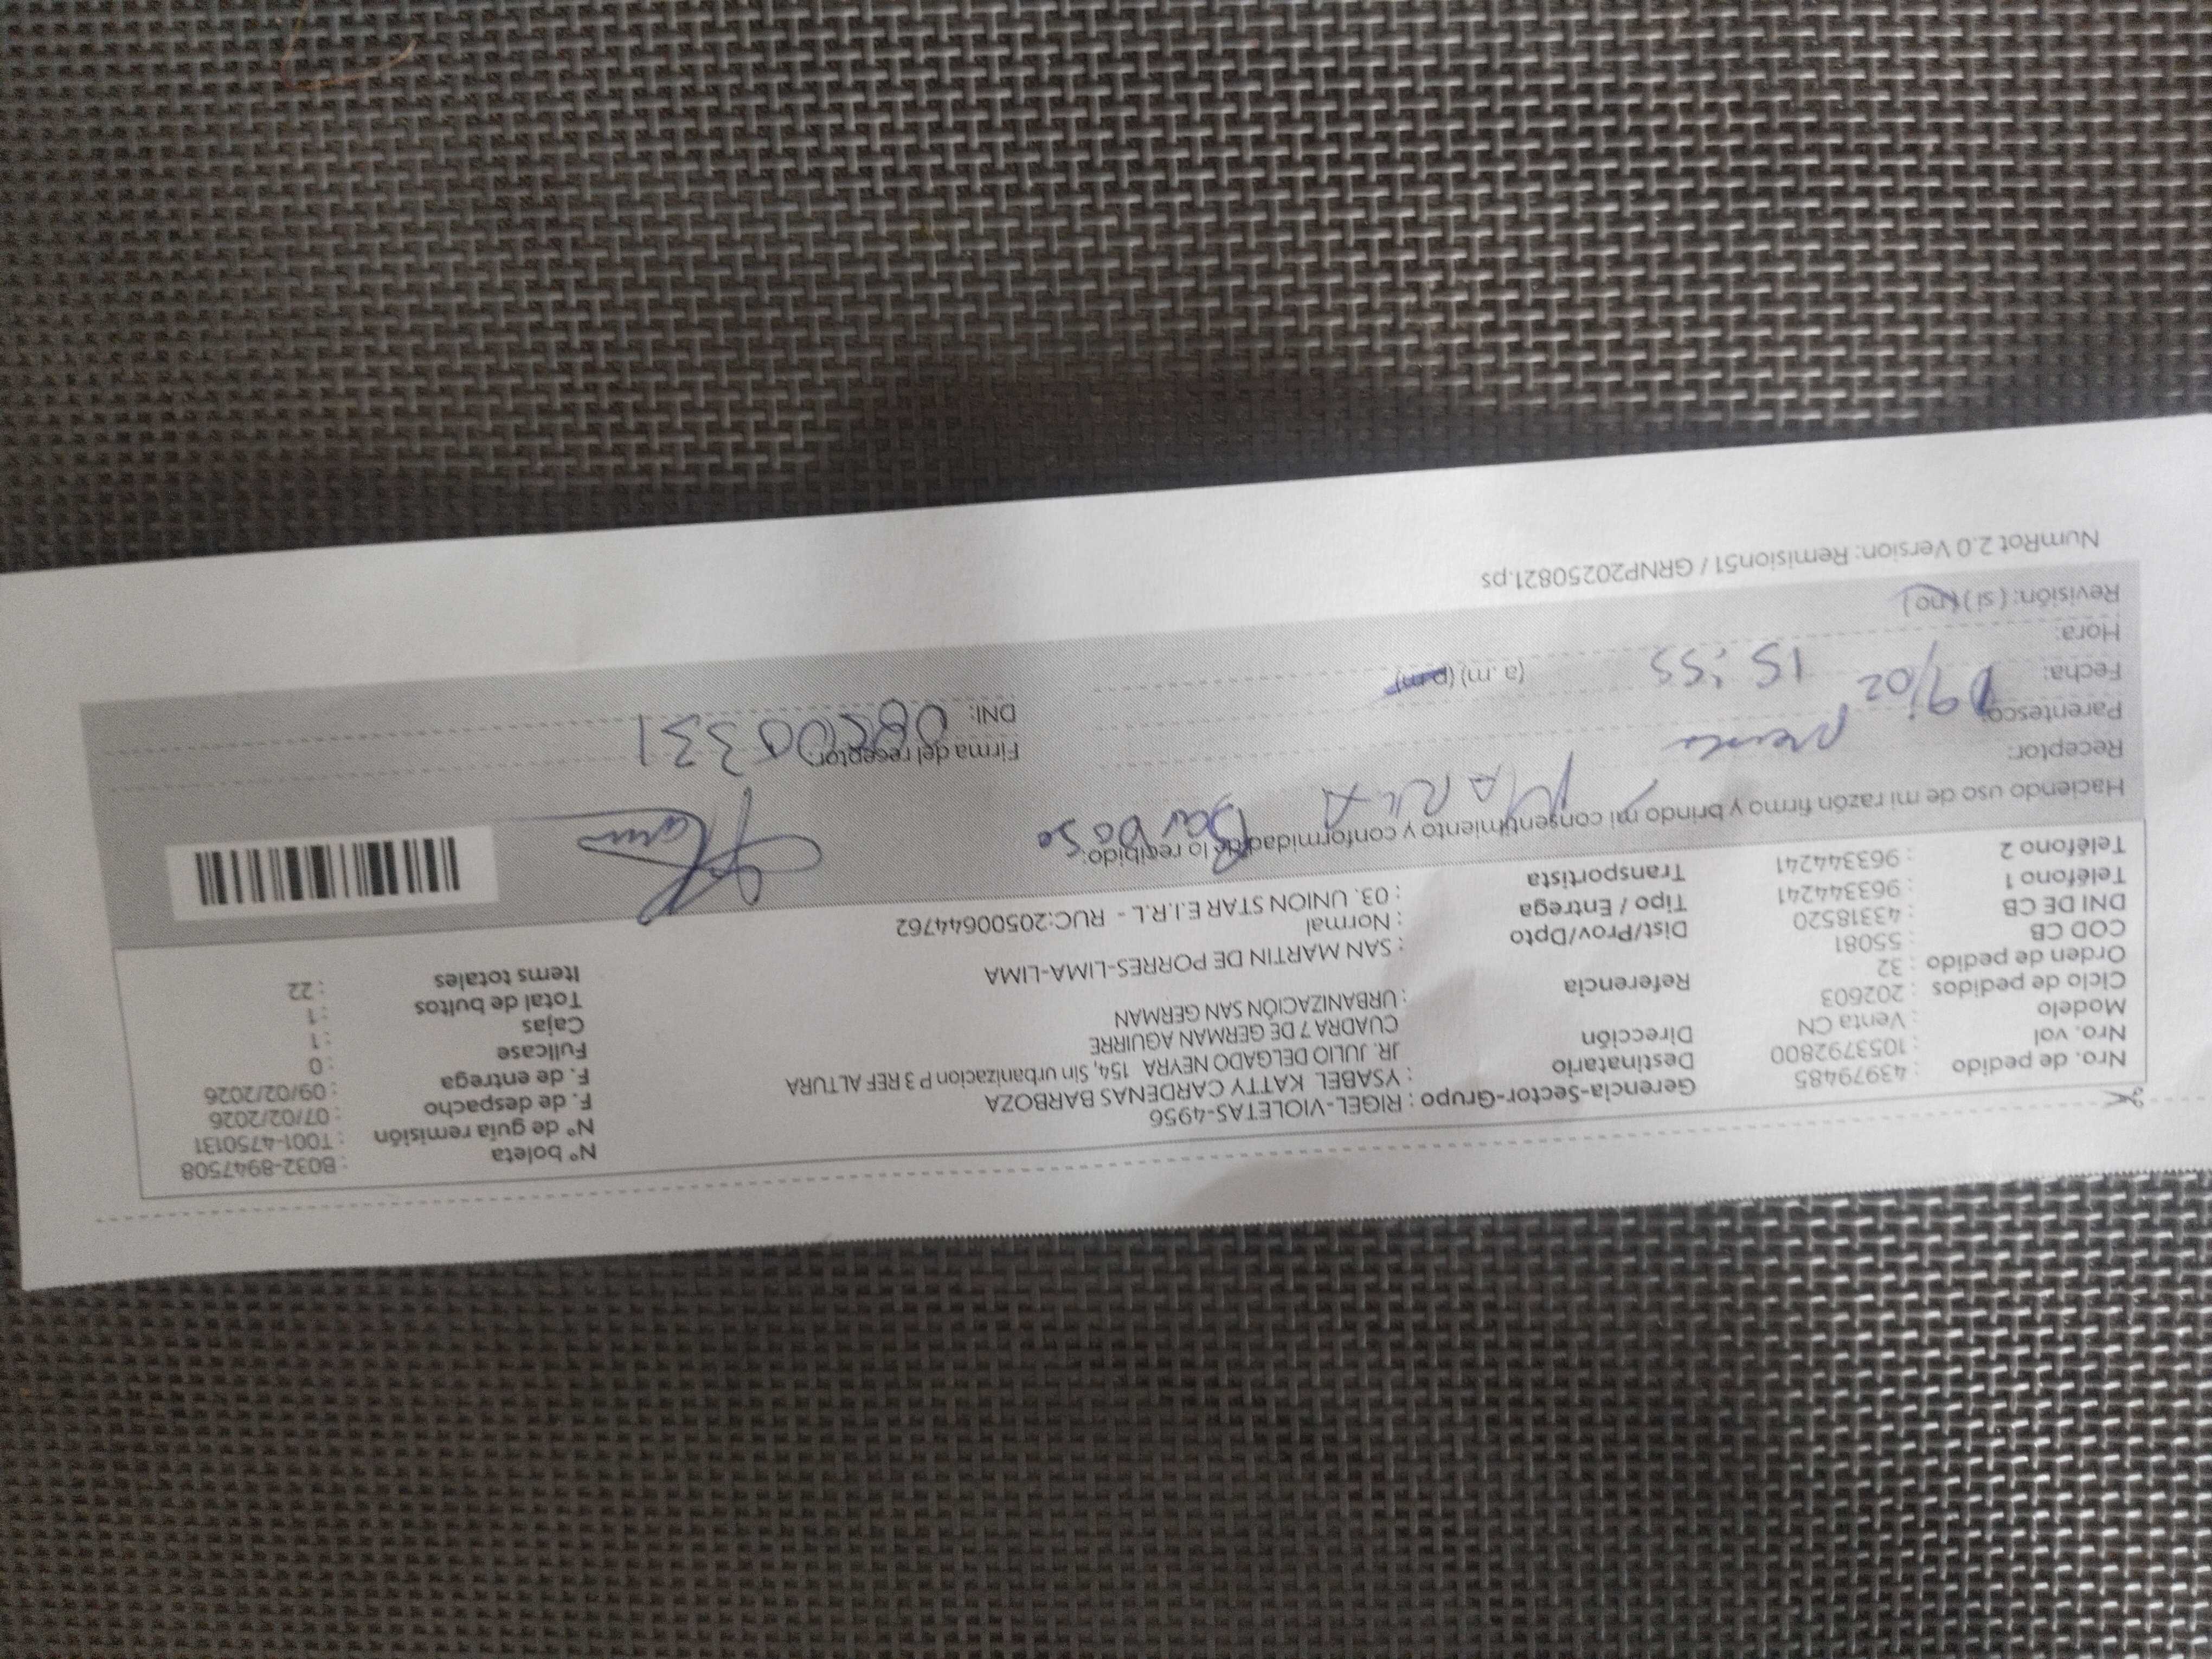 Nro. de pedido : 43979485
Nro. vol : 1053792800
Modelo : Venta CN
Ciclo de pedidos : 202603
Orden de pedido : 32
COD CB : 55081
DNI DE CB : 43318520
Teléfono 1 : 963344241
Teléfono 2 : 963344241
Gerencia-Sector-Grupo : RIGEL-VIOLETAS-4956
Destinatario : YSABEL KATTY CARDENAS BARBOZA
Dirección JR. JULIO DELGADO NEYRA 154, Sin urbanizacion P 3 REF ALTURA
CUADRA 7 DE GERMAN AGUIRRE
Referencia : URBANIZACIÓN SAN GERMAN
Dist/Prov/Dpto : SAN MARTIN DE PORRES-LIMA-LIMA
Tipo / Entrega : Normal
Transportista : 03. UNION STAR E.I.R.L - RUC:20500644762
N° boleta : B032-8947508
N° de guía remisión : T001-4750131
F. de despacho : 07/02/2026
F. de entrega : 09/02/2026
Fullcase : 0
Cajas : 1
Total de bultos : 1
Items totales : 22
Haciendo uso de mi razón firmo y brindo mi consentimiento y conformidad de lo recibido:
Receptor: MARIA
Parentesco:
Fecha: 09/02
Hora: 15:55 (a.m) (p.m)
Revisión: (si) (no)
Firma del receptor:
DNI: 08600331
NumRot 2.0 Version: Remision51 / GRNP20250821.ps